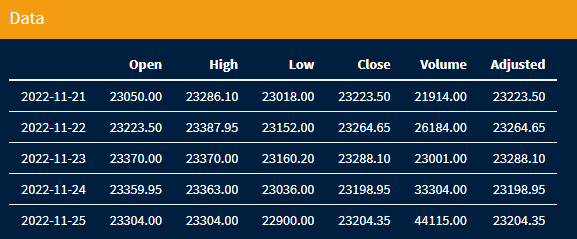 Data
Open High Low Close Volume Adjusted
2022-11-21 23050.00 23286.10 23018.00 23223.50 21914.00 23223.50
2022-11-22 23223.50 23387.95 23152.00 23264.65 26184.00 23264.65
2022-11-23 23370.00 23370.00 23160.20 23288.10 23001.00 23288.10
2022-11-24 23359.95 23363.00 23036.00 23198.95 33304.00 23198.95
2022-11-25 23304.00 23304.00 22900.00 23204.35 44115.00 23204.35